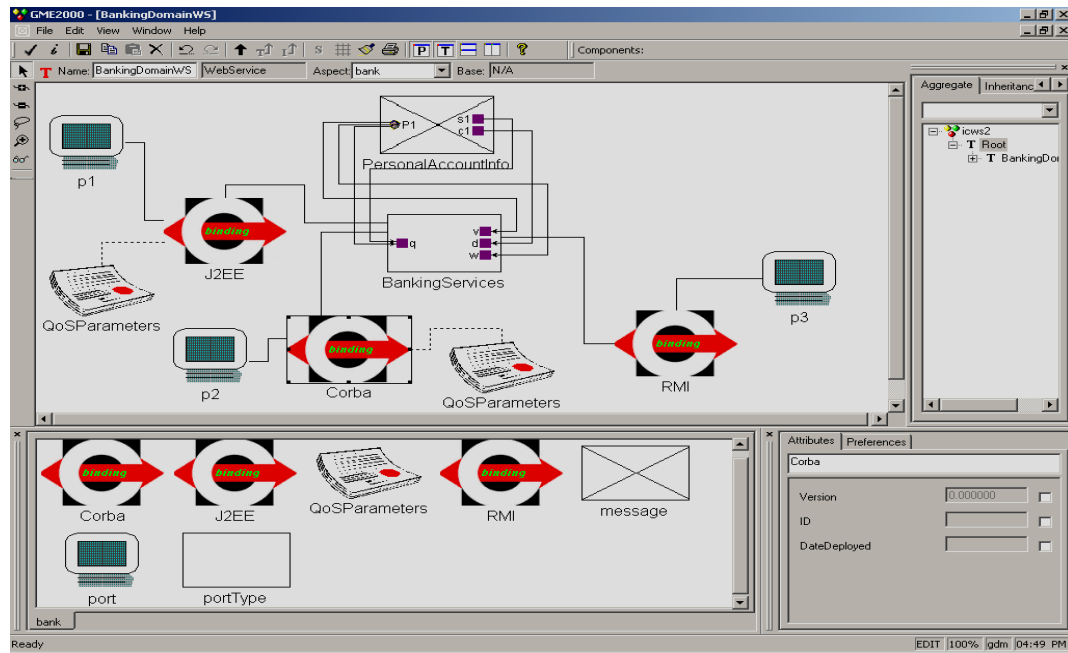 GME2000 - [BankingDomainWS]
File Edit View Window Help
Components:
Name: BankingDomainWS WebService Aspect: bank Base: N/A
Aggregate Inheritanc
icws2
T Root
T BankingDoi
P1
s1
c1
PersonalAccountInfo
p1
binding
J2EE
v
q
d
w
BankingServices
QoSParameters
p3
binding
RMI
p2
binding
Corba
QoSParameters
binding
Corba
binding
J2EE
QoSParameters
binding
RMI
message
port
portType
bank
Attributes Preferences
Corba
Version 0.000000
ID
DateDeployed
Ready
EDIT 100% gdm 04:49 PM